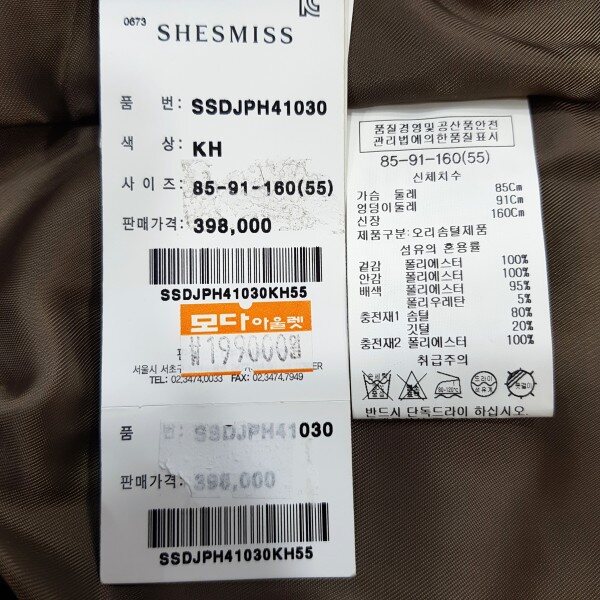 0673
SHESMISS
품 번: SSDJPH41030
색 상: KH
사 이 즈: 85-91-160(55)
판매가격: 398,000
SSDJPH41030KH55
모다아울렛
₩199000원
서울시 서초구
TEL: 02.3474.0033 FAX: 02.3474.7949
품 번: SSDJPH41030
판매가격: 398,000
SSDJPH41030KH55
품질경영및공산품안전
관리법에의한품질표시
85-91-160(55)
신체치수
가슴 둘레 85Cm
엉덩이둘레 91Cm
신장 160Cm
제품구분:오리솜털제품
섬유의 혼용률
겉감 폴리에스터 100%
안감 폴리에스터 100%
배색 폴리에스터 95%
폴리우레탄 5%
충전재1 솜털 80%
깃털 20%
충전재2 폴리에스터 100%
취급주의
드라이
반드시 단독드라이 하십시오.